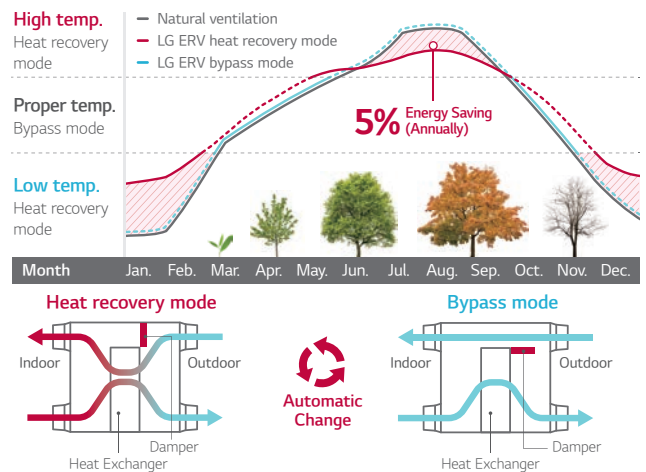 High temp.
Heat recovery
mode
Natural ventilation
LG ERV heat recovery mode
LG ERV bypass mode
5% Energy Saving
(Annually)
Proper temp.
Bypass mode
Low temp.
Heat recovery
mode
Month Jan. Feb. Mar. Apr. May. Jun. Jul. Aug. Sep. Oct. Nov. Dec.
Heat recovery mode
Indoor
Outdoor
Damper
Heat Exchanger
Automatic
Change
Bypass mode
Indoor
Outdoor
Damper
Heat Exchanger